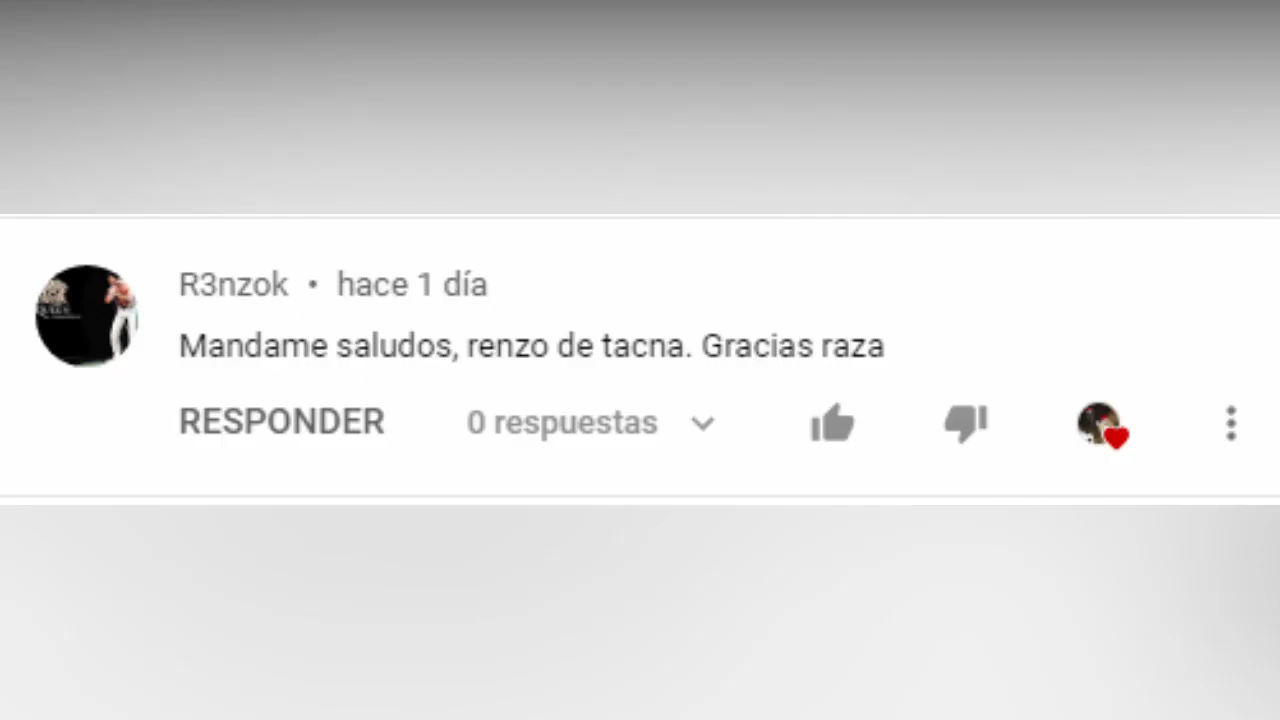 R3nzok • hace 1 día
Mandame saludos, renzo de tacna. Gracias raza
RESPONDER 0 respuestas